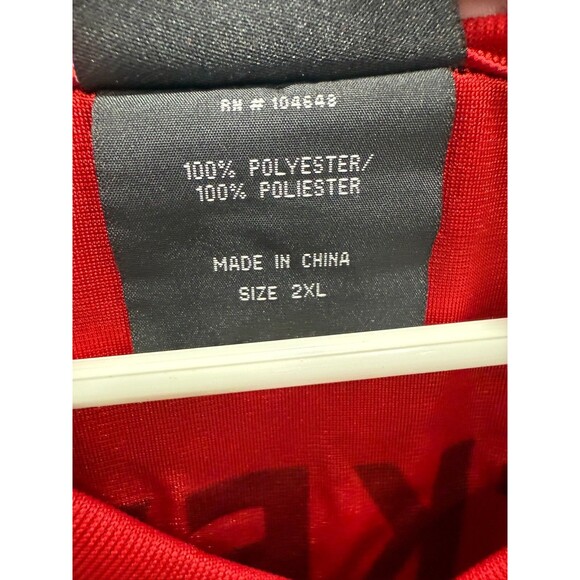 RN # 104648
100% POLYESTER/
100% POLIESTER
MADE IN CHINA
SIZE 2XL